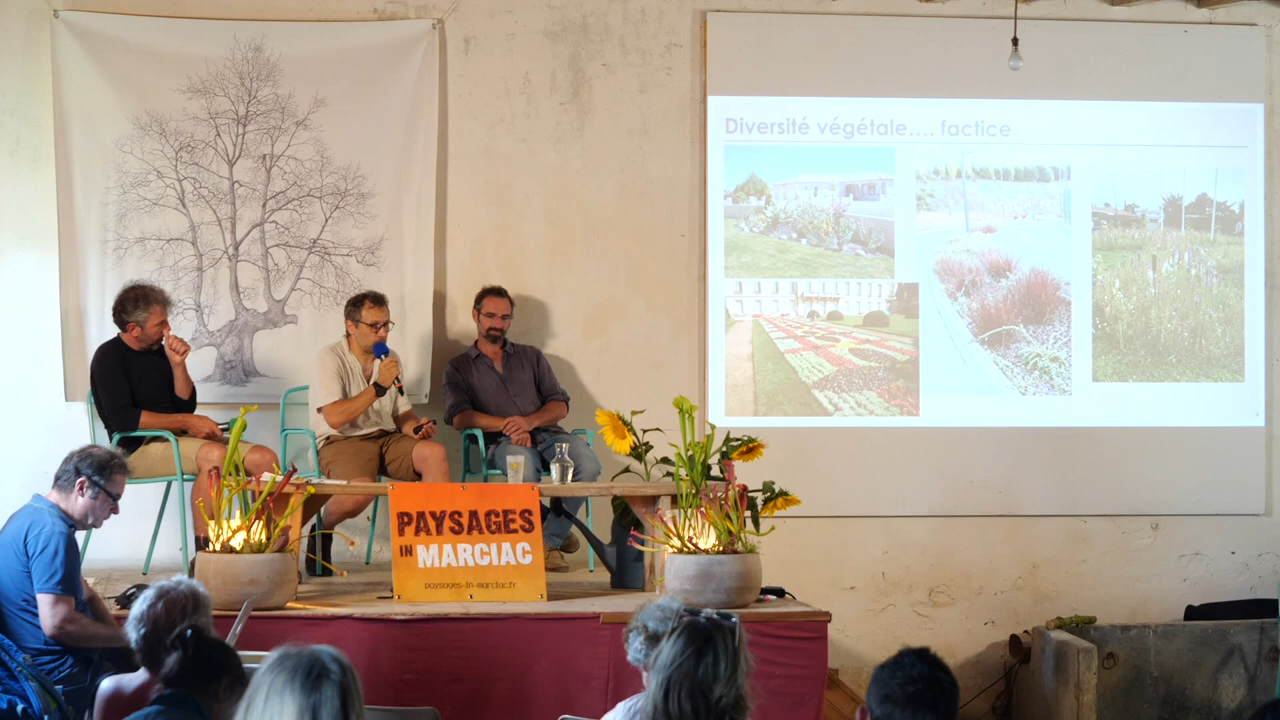 Diversité végétale.... factice
PAYSAGES
IN MARCIAC
paysages-in-marciac.fr